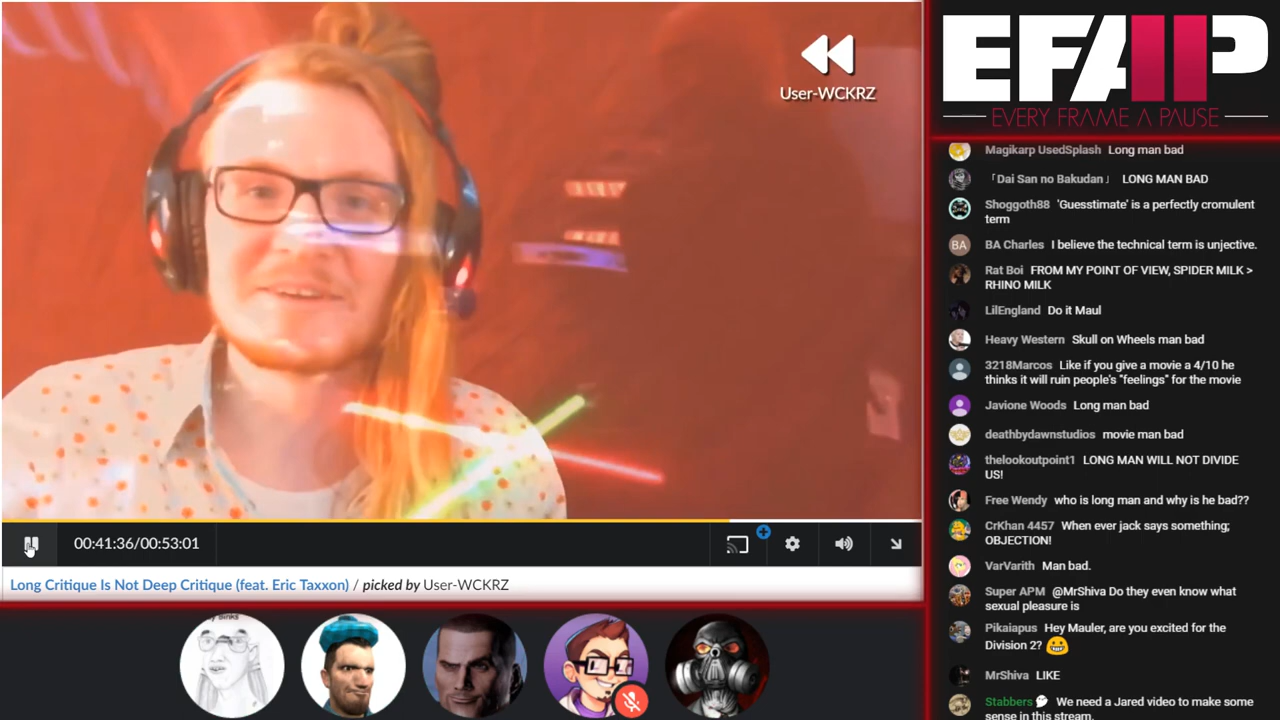 User-WCKRZ
EFAP
EVERY FRAME A PAUSE
Magikarp UsedSplash Long man bad
「Dai San no Bakudan」 LONG MAN BAD
Shoggoth88 'Guesstimate' is a perfectly cromulent
term
BA
BA Charles I believe the technical term is unjective.
Rat Boi FROM MY POINT OF VIEW, SPIDER MILK >
RHINO MILK
LilEngland Do it Maul
Heavy Western Skull on Wheels man bad
3218Marcos Like if you give a movie a 4/10 he
thinks it will ruin people's "feelings" for the movie
Javione Woods Long man bad
deathbydawnstudios movie man bad
thelookoutpoint1 LONG MAN WILL NOT DIVIDE
US!
Free Wendy who is long man and why is he bad??
CrKhan 4457 When ever jack says something;
OBJECTION!
VarVarith Man bad.
Super APM @MrShiva Do they even know what
sexual pleasure is
Pikaiapus Hey Mauler, are you excited for the
Division 2?
MrShiva LIKE
Stabbers We need a Jared video to make some
sense in this stream.
00:41:36/00:53:01
Long Critique Is Not Deep Critique (feat. Eric Taxxon) / picked by User-WCKRZ